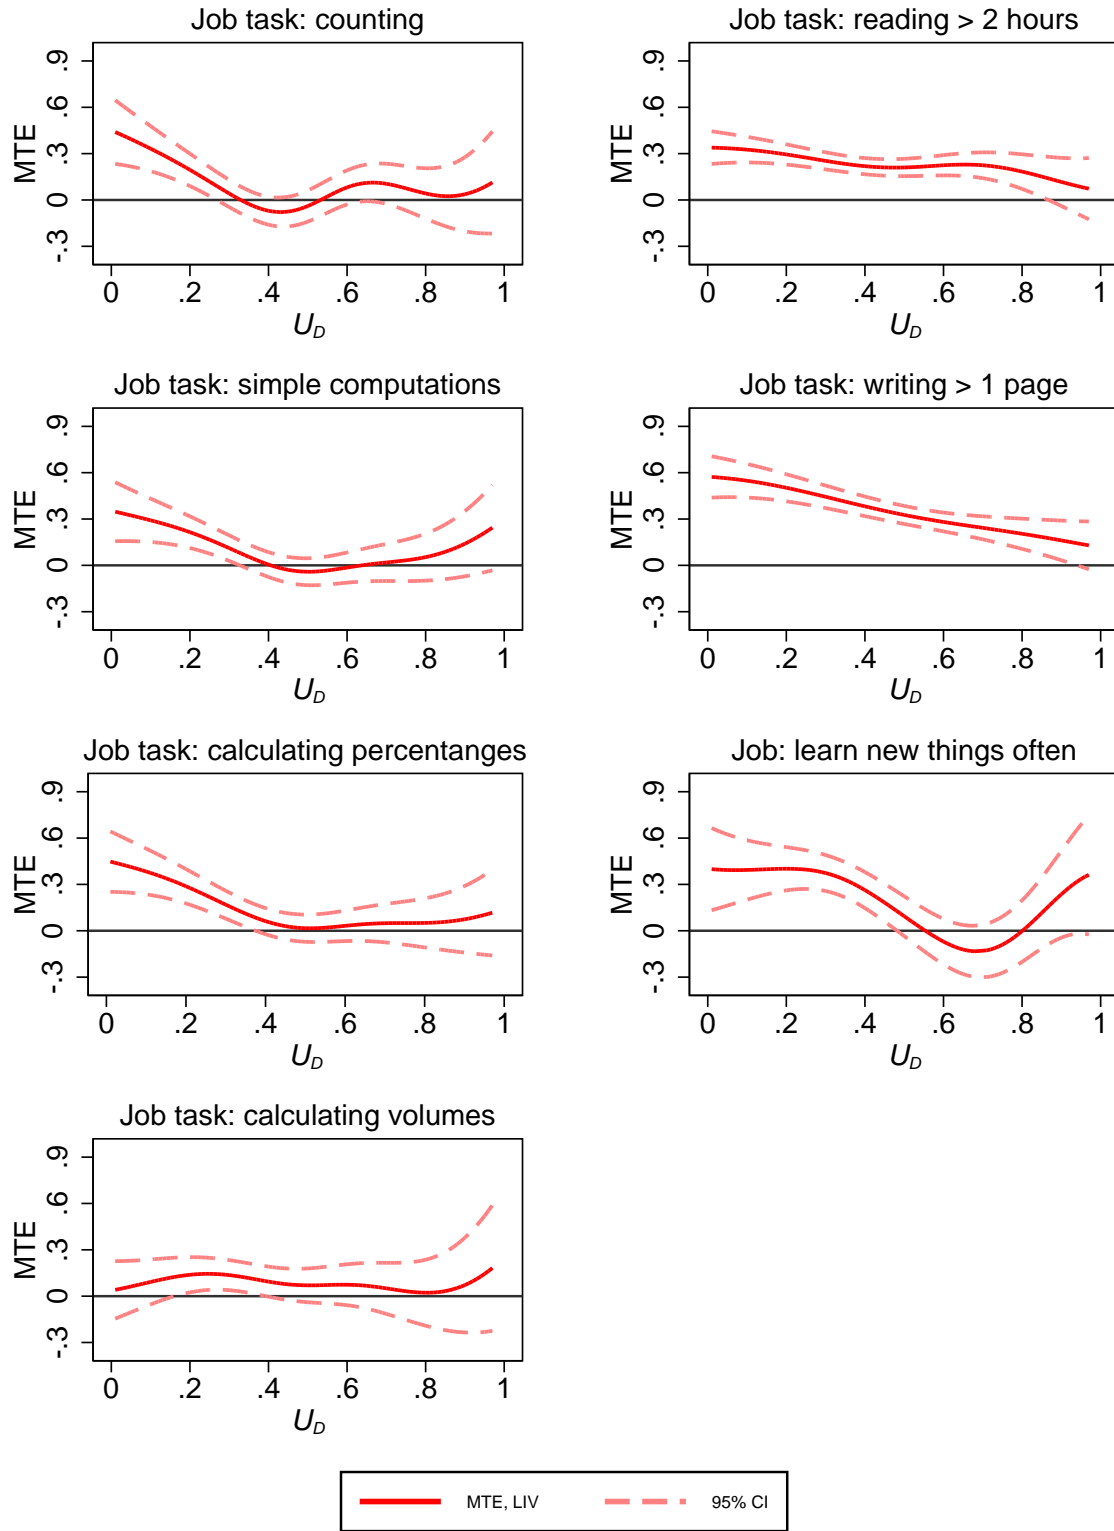 Job task: counting
MTE
-.3 0 .3 .6 .9
0 .2 .4 .6 .8 1
U_D
Job task: reading > 2 hours
MTE
-.3 0 .3 .6 .9
0 .2 .4 .6 .8 1
U_D
Job task: simple computations
MTE
-.3 0 .3 .6 .9
0 .2 .4 .6 .8 1
U_D
Job task: writing > 1 page
MTE
-.3 0 .3 .6 .9
0 .2 .4 .6 .8 1
U_D
Job task: calculating percentanges
MTE
-.3 0 .3 .6 .9
0 .2 .4 .6 .8 1
U_D
Job: learn new things often
MTE
-.3 0 .3 .6 .9
0 .2 .4 .6 .8 1
U_D
Job task: calculating volumes
MTE
-.3 0 .3 .6 .9
0 .2 .4 .6 .8 1
U_D
MTE, LIV 95% CI